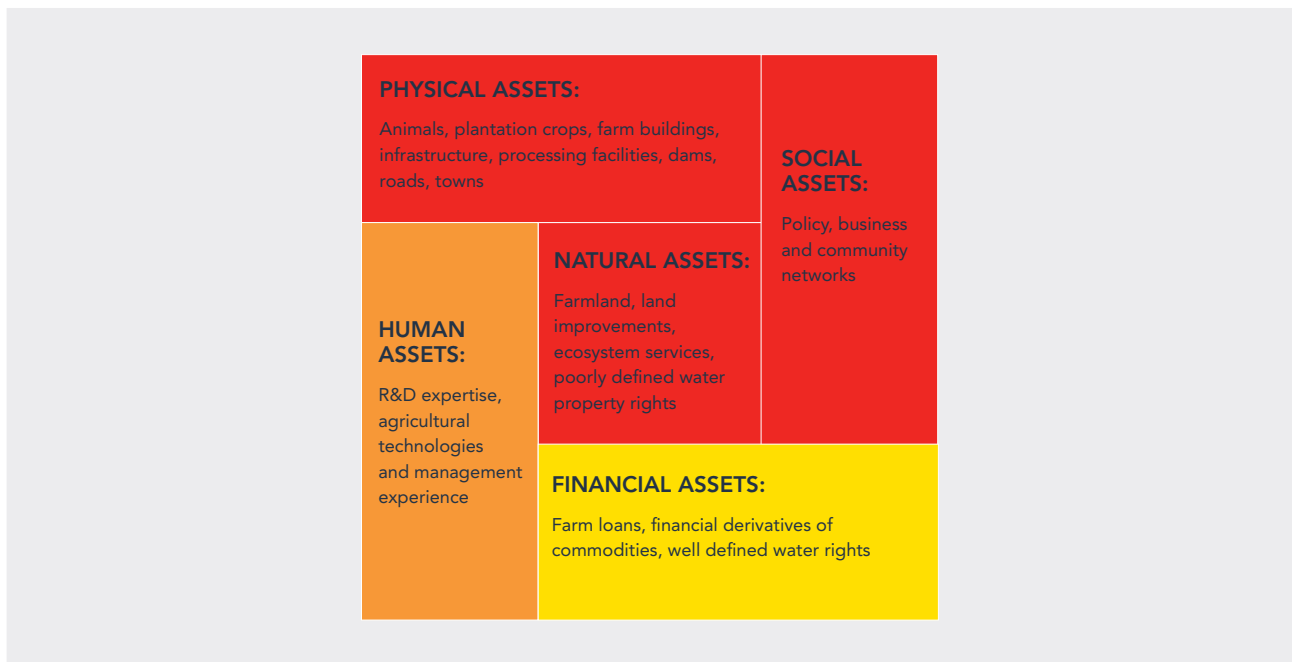 PHYSICAL ASSETS:
Animals, plantation crops, farm buildings,
infrastructure, processing facilities, dams,
roads, towns
SOCIAL
ASSETS:
Policy, business
and community
networks
HUMAN
ASSETS:
R&D expertise,
agricultural
technologies
and management
experience
NATURAL ASSETS:
Farmland, land
improvements,
ecosystem services,
poorly defined water
property rights
FINANCIAL ASSETS:
Farm loans, financial derivatives of
commodities, well defined water rights